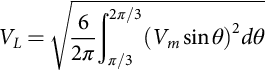 $V_L = \sqrt{\frac{6}{2\pi} \int_{\pi/3}^{2\pi/3} (V_m \sin\theta)^2 d\theta}$